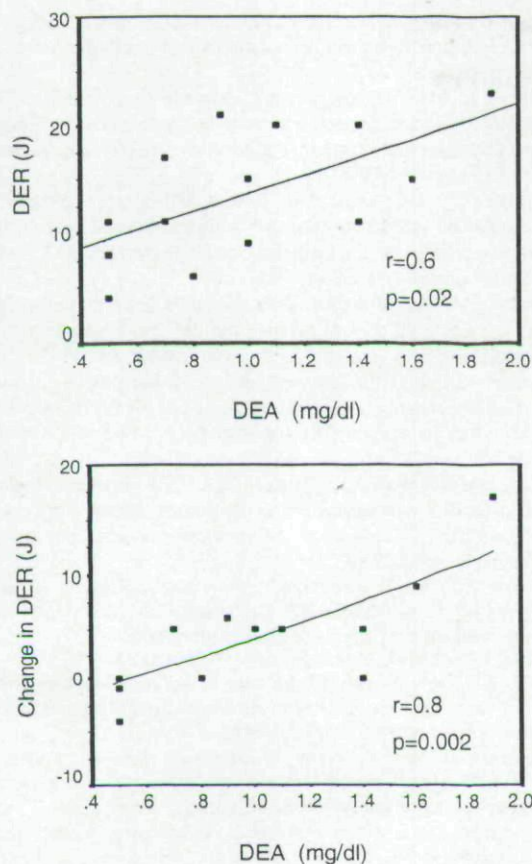 30
20
10
0
DER (J)
r=0.6
p=0.02
.4 .6 .8 1.0 1.2 1.4 1.6 1.8 2.0
DEA (mg/dl)
20
10
0
-10
Change in DER (J)
r=0.8
p=0.002
.4 .6 .8 1.0 1.2 1.4 1.6 1.8 2.0
DEA (mg/dl)